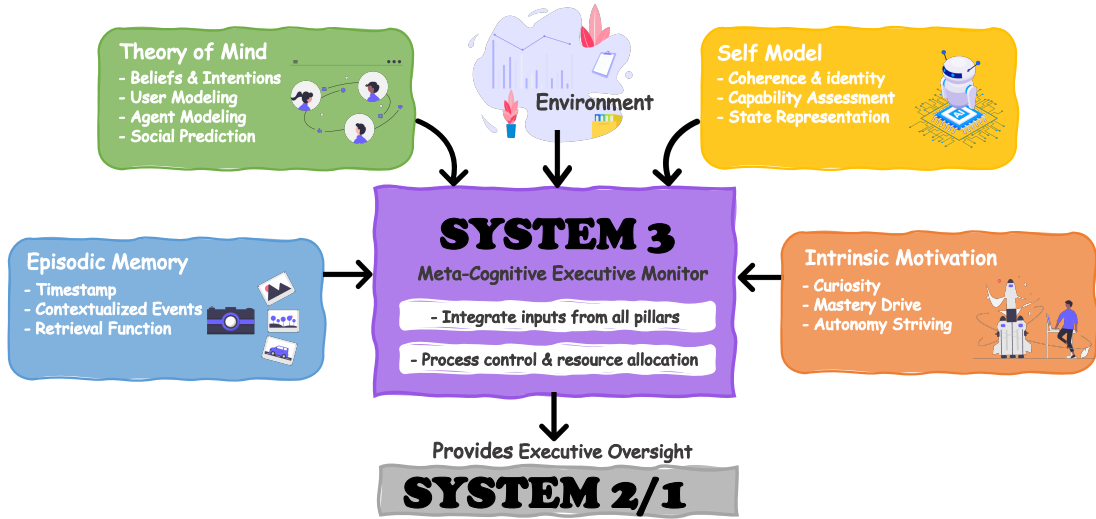 Theory of Mind
- Beliefs & Intentions
- User Modeling
- Agent Modeling
- Social Prediction
Environment
Self Model
- Coherence & identity
- Capability Assessment
- State Representation
Episodic Memory
- Timestamp
- Contextualized Events
- Retrieval Function
SYSTEM 3
Meta-Cognitive Executive Monitor
- Integrate inputs from all pillars
- Process control & resource allocation
Intrinsic Motivation
- Curiosity
- Mastery Drive
- Autonomy Striving
Provides Executive Oversight
SYSTEM 2/1